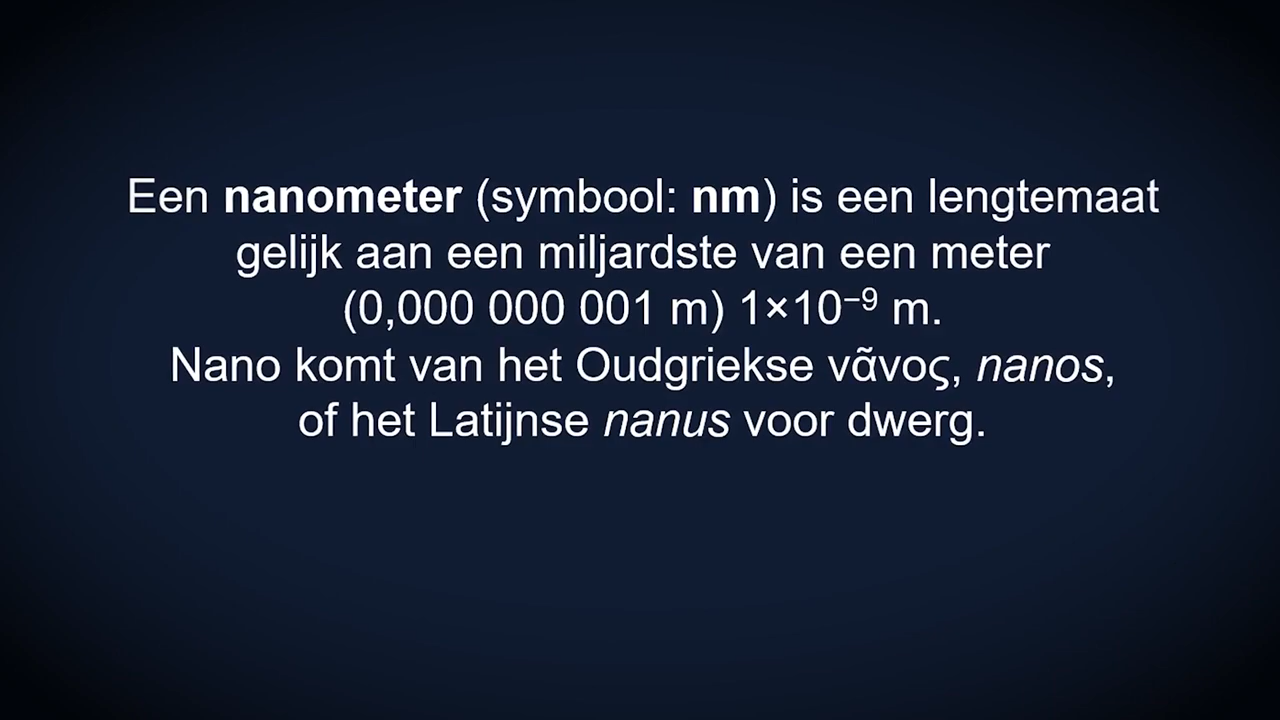 Een nanometer (symbool: nm) is een lengtemaat
gelijk aan een miljardste van een meter
(0,000 000 001 m) 1×10⁻⁹ m.
Nano komt van het Oudgriekse νᾶνος, nanos,
of het Latijnse nanus voor dwerg.